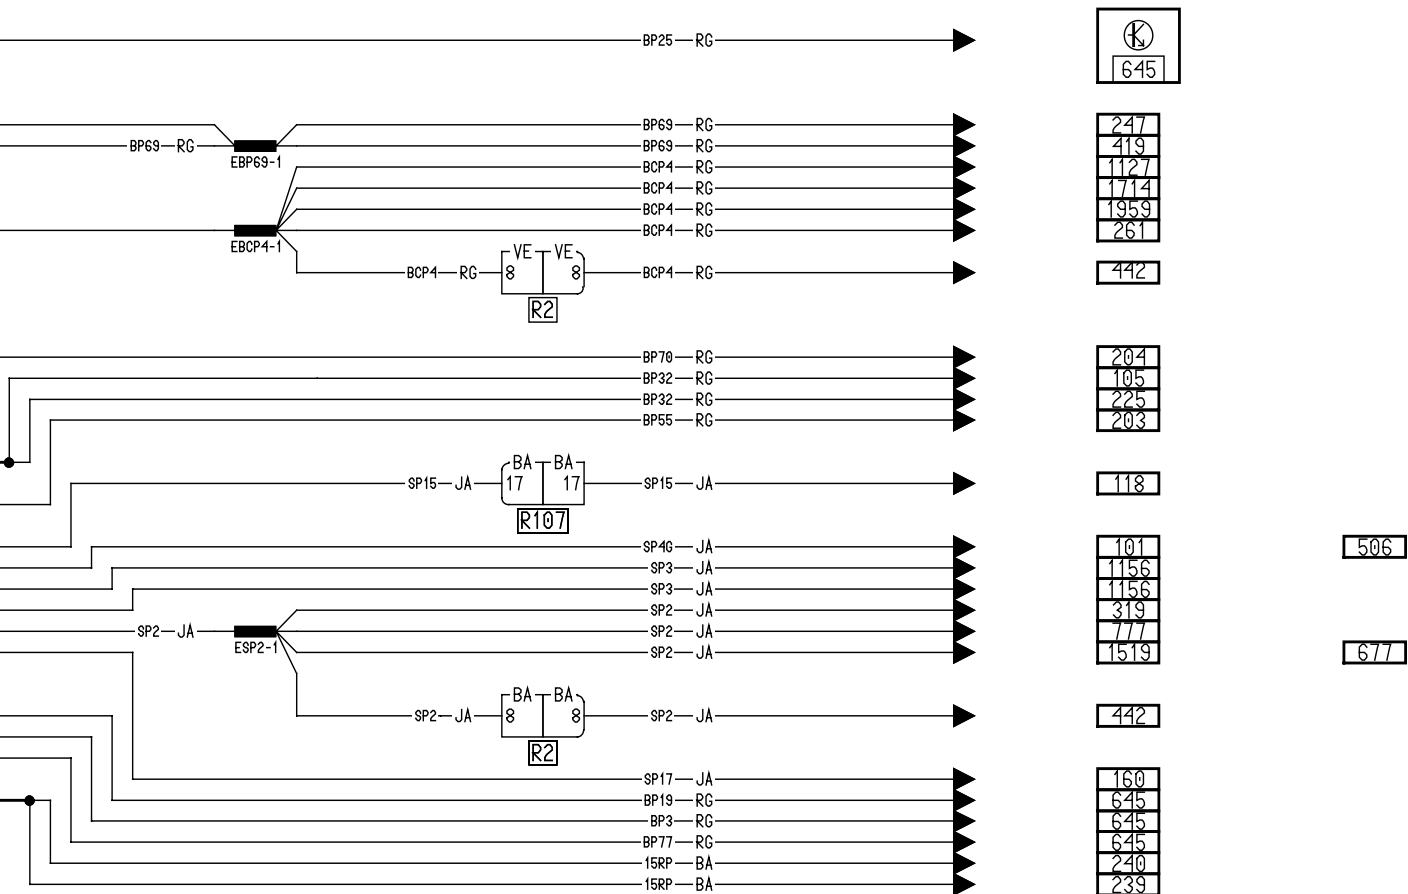 BP25 RG
645
BP69 RG 247
BP69 RG EBP69-1 BP69 RG 419
BCP4 RG 1127
BCP4 RG 1714
BCP4 RG 1959
EBCP4-1 BCP4 RG 261
VE VE
BCP4 RG 8 8 BCP4 RG 442
R2
BP70 RG 204
BP32 RG 105
BP32 RG 225
BP55 RG 203
BA BA
SP15 JA 17 17 SP15 JA 118
R107
SP4G JA 101 506
SP3 JA 1156
SP3 JA 1156
SP2 JA 319
SP2 JA ESP2-1 SP2 JA 777
SP2 JA 1519 677
BA BA
SP2 JA 8 8 SP2 JA 442
R2
SP17 JA 160
BP19 RG 645
BP3 RG 645
BP77 RG 645
15RP BA 240
15RP BA 239